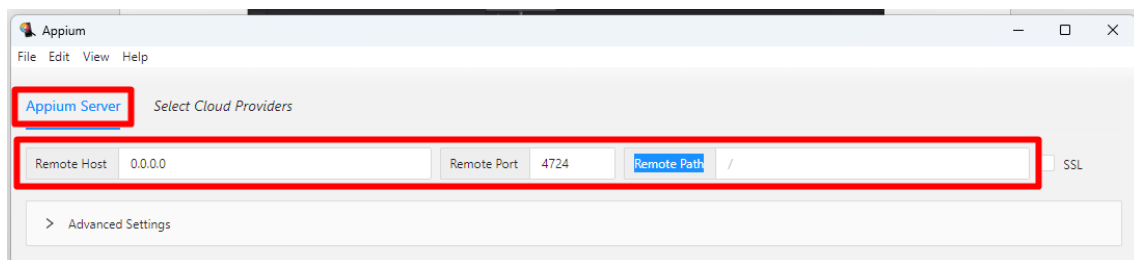 Appium
File Edit View Help
Appium Server Select Cloud Providers
Remote Host 0.0.0.0 Remote Port 4724 Remote Path / SSL
> Advanced Settings